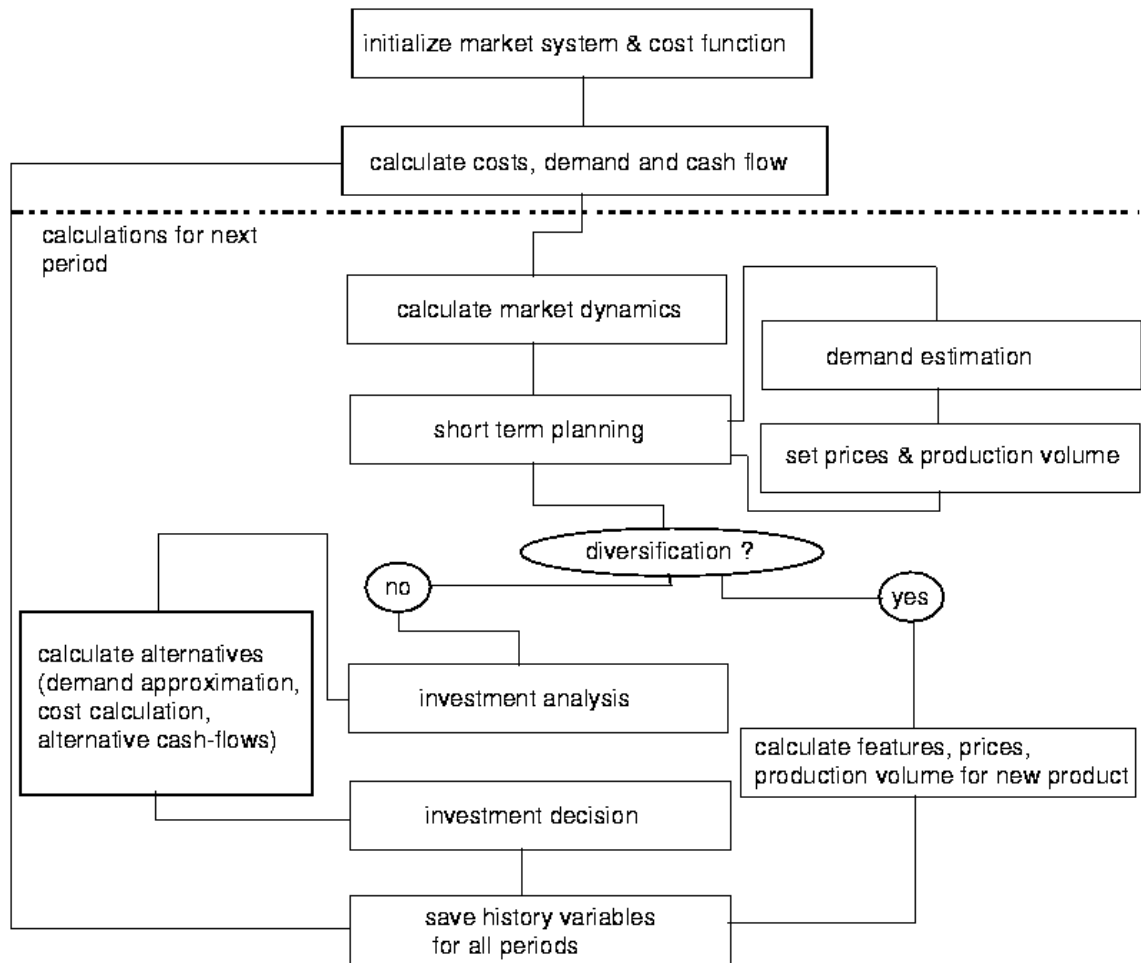 initialize market system & cost function
calculate costs, demand and cash flow
calculations for next
period
calculate market dynamics
demand estimation
short term planning
set prices & production volume
diversification ?
no
yes
calculate alternatives
(demand approximation,
cost calculation,
alternative cash-flows)
investment analysis
calculate features, prices,
production volume for new product
investment decision
save history variables
for all periods